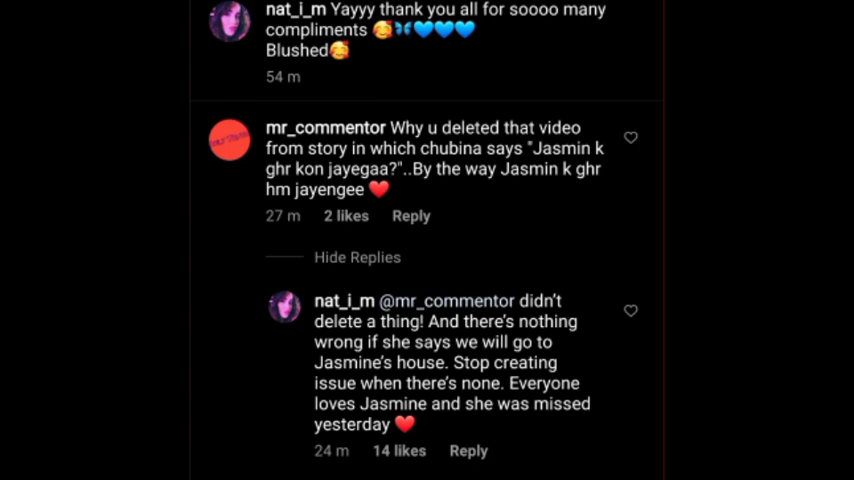 nat_i_m Yayyy thank you all for soooo many
compliments 🥰🦋💙💙💙
Blushed🥰
54 m
mr_commentor Why u deleted that video
from story in which chubina says "Jasmin k
ghr kon jayegaa?"..By the way Jasmin k ghr
hm jayengee ❤️
27 m 2 likes Reply
Hide Replies
nat_i_m @mr_commentor didn't
delete a thing! And there's nothing
wrong if she says we will go to
Jasmine's house. Stop creating
issue when there's none. Everyone
loves Jasmine and she was missed
yesterday ❤️
24 m 14 likes Reply